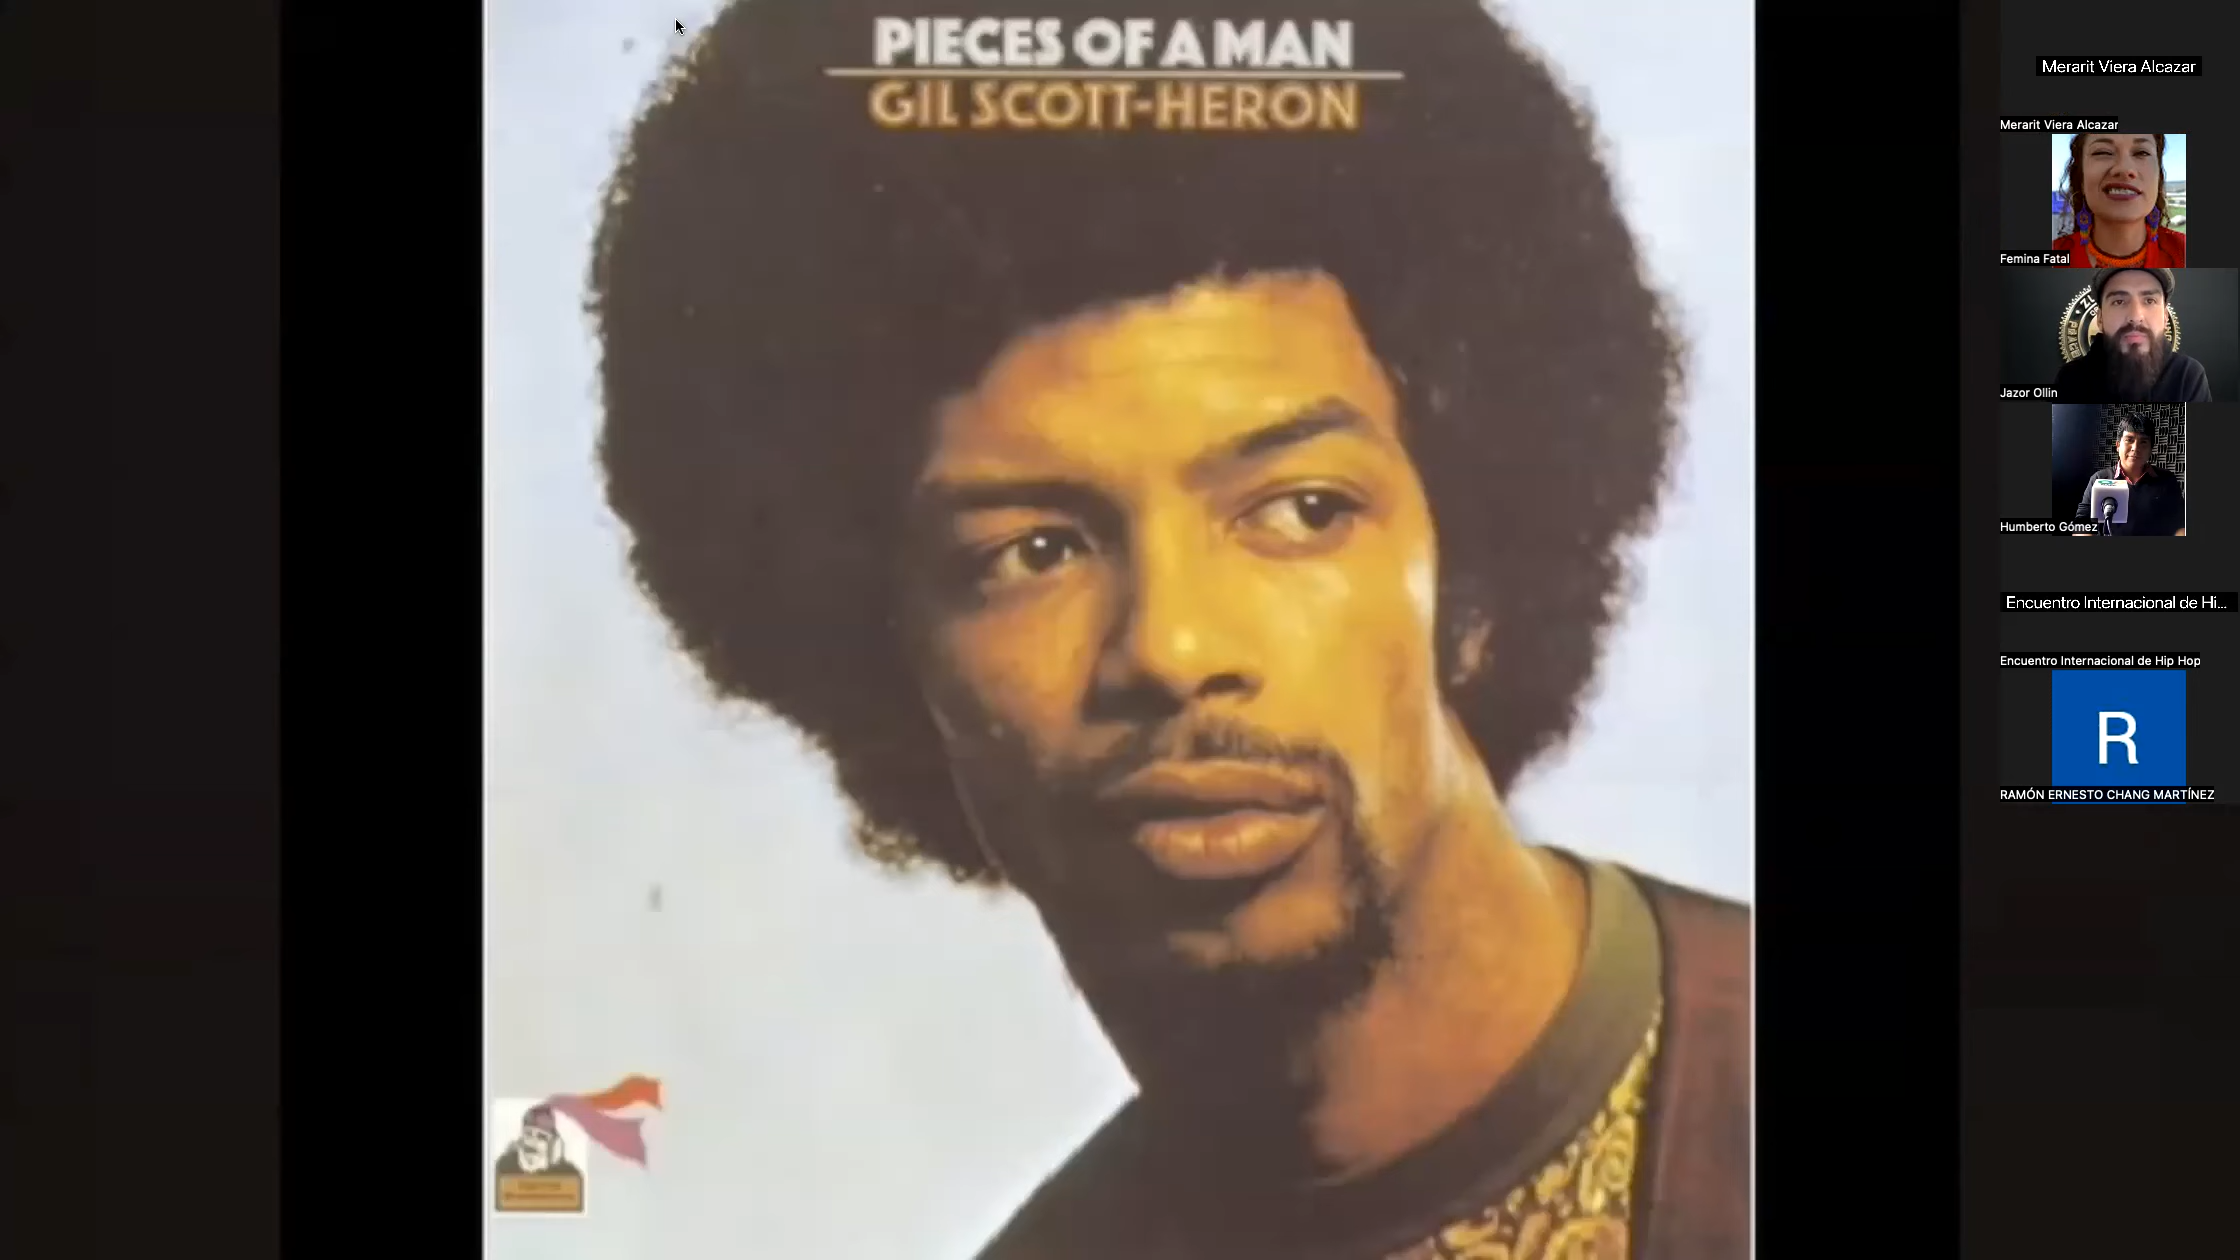 PIECES OF A MAN
GIL SCOTT-HERON
Merarit Viera Alcazar
Merarit Viera Alcazar
Femina Fatal
Jazor Ollin
Humberto Gómez
Encuentro Internacional de Hi...
Encuentro Internacional de Hip Hop
R
RAMÓN ERNESTO CHANG MARTÍNEZ